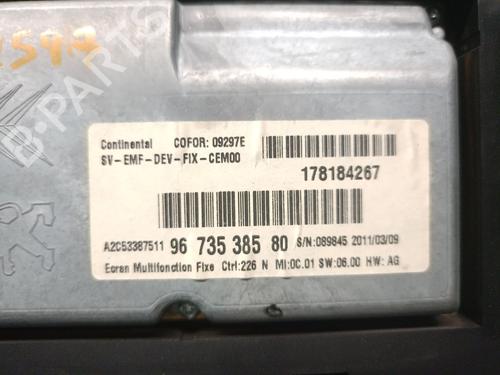 B-PARTS
Continental COFOR: 09297E
SV-EMF-DEV-FIX-CEM00
178184267
A2C53387511 96 735 385 80 S/N:089845 2011/03/09
Ecran Multifonction Fixe Ctrl:226 N MI:0C.01 SW:06.00 HW: AG